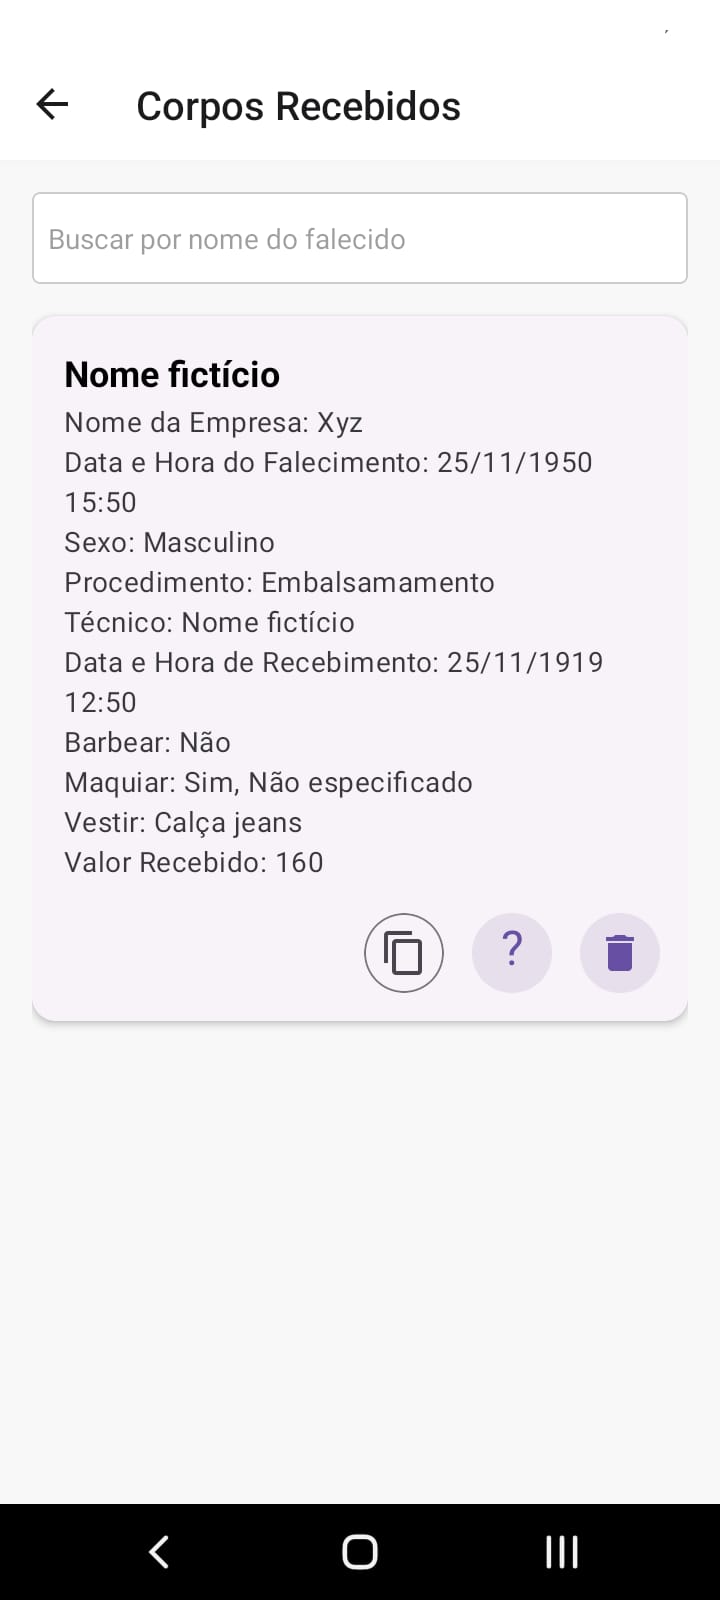 Corpos Recebidos
Buscar por nome do falecido
Nome fictício
Nome da Empresa: Xyz
Data e Hora do Falecimento: 25/11/1950
15:50
Sexo: Masculino
Procedimento: Embalsamamento
Técnico: Nome fictício
Data e Hora de Recebimento: 25/11/1919
12:50
Barbear: Não
Maquiar: Sim, Não especificado
Vestir: Calça jeans
Valor Recebido: 160
?